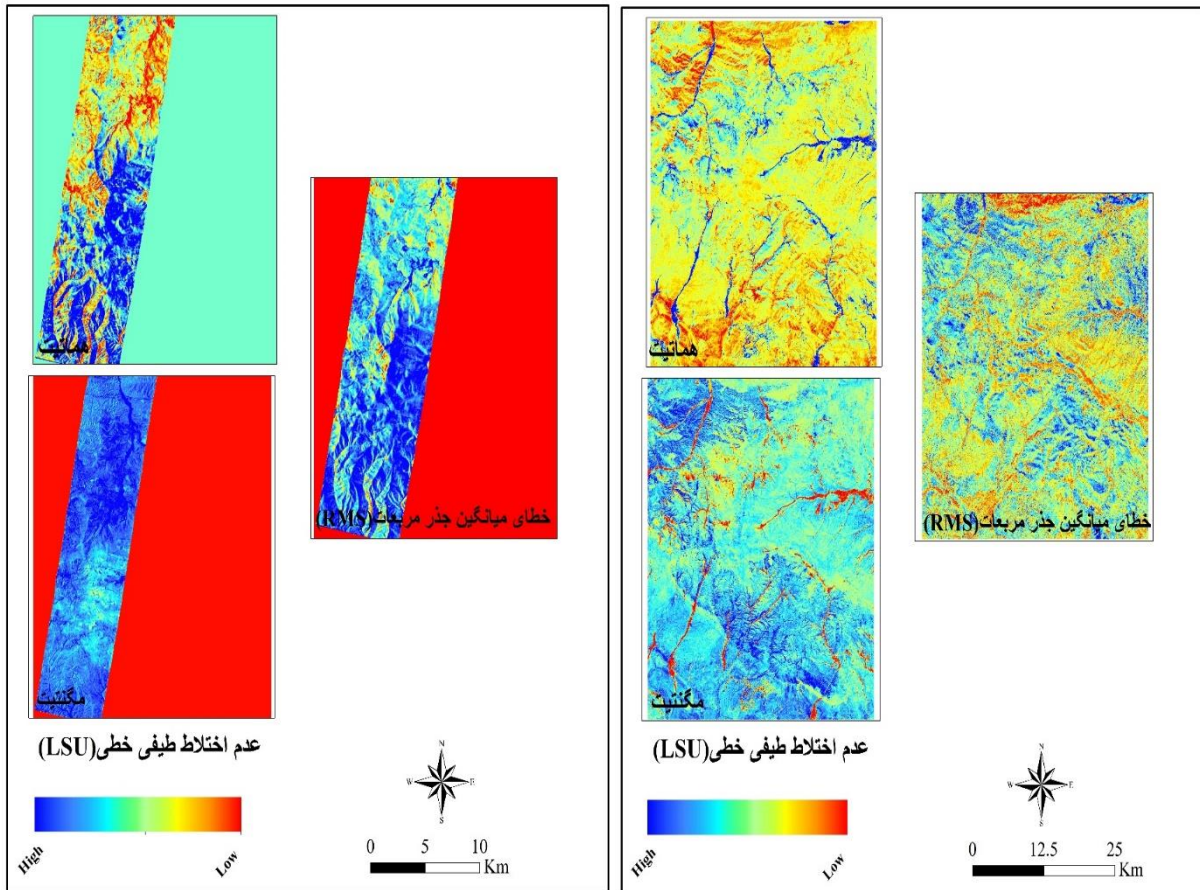 هماتیت
خطای میانگین جذر مربعات(RMS)
مگنتیت
عدم اختلاط طیفی خطی(LSU)
High
Low
N
W
E
S
0 5 10
Km
هماتیت
خطای میانگین جذر مربعات(RMS)
مگنتیت
عدم اختلاط طیفی خطی(LSU)
High
Low
N
W
E
S
0 12.5 25
Km